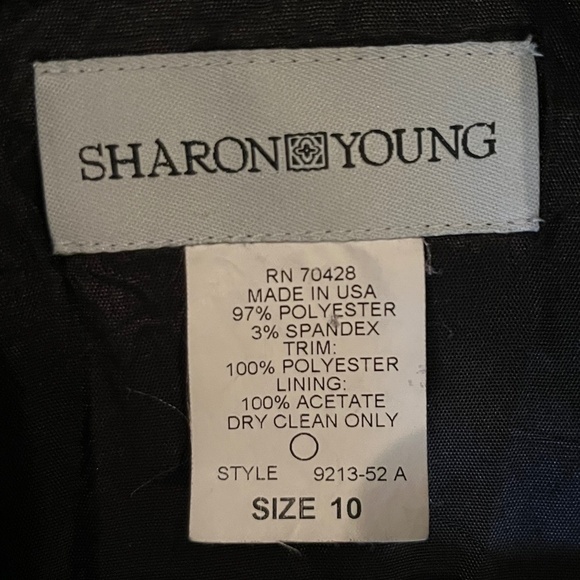 SHARON YOUNG
RN 70428
MADE IN USA
97% POLYESTER
3% SPANDEX
TRIM:
100% POLYESTER
LINING:
100% ACETATE
DRY CLEAN ONLY
STYLE 9213-52 A
SIZE 10